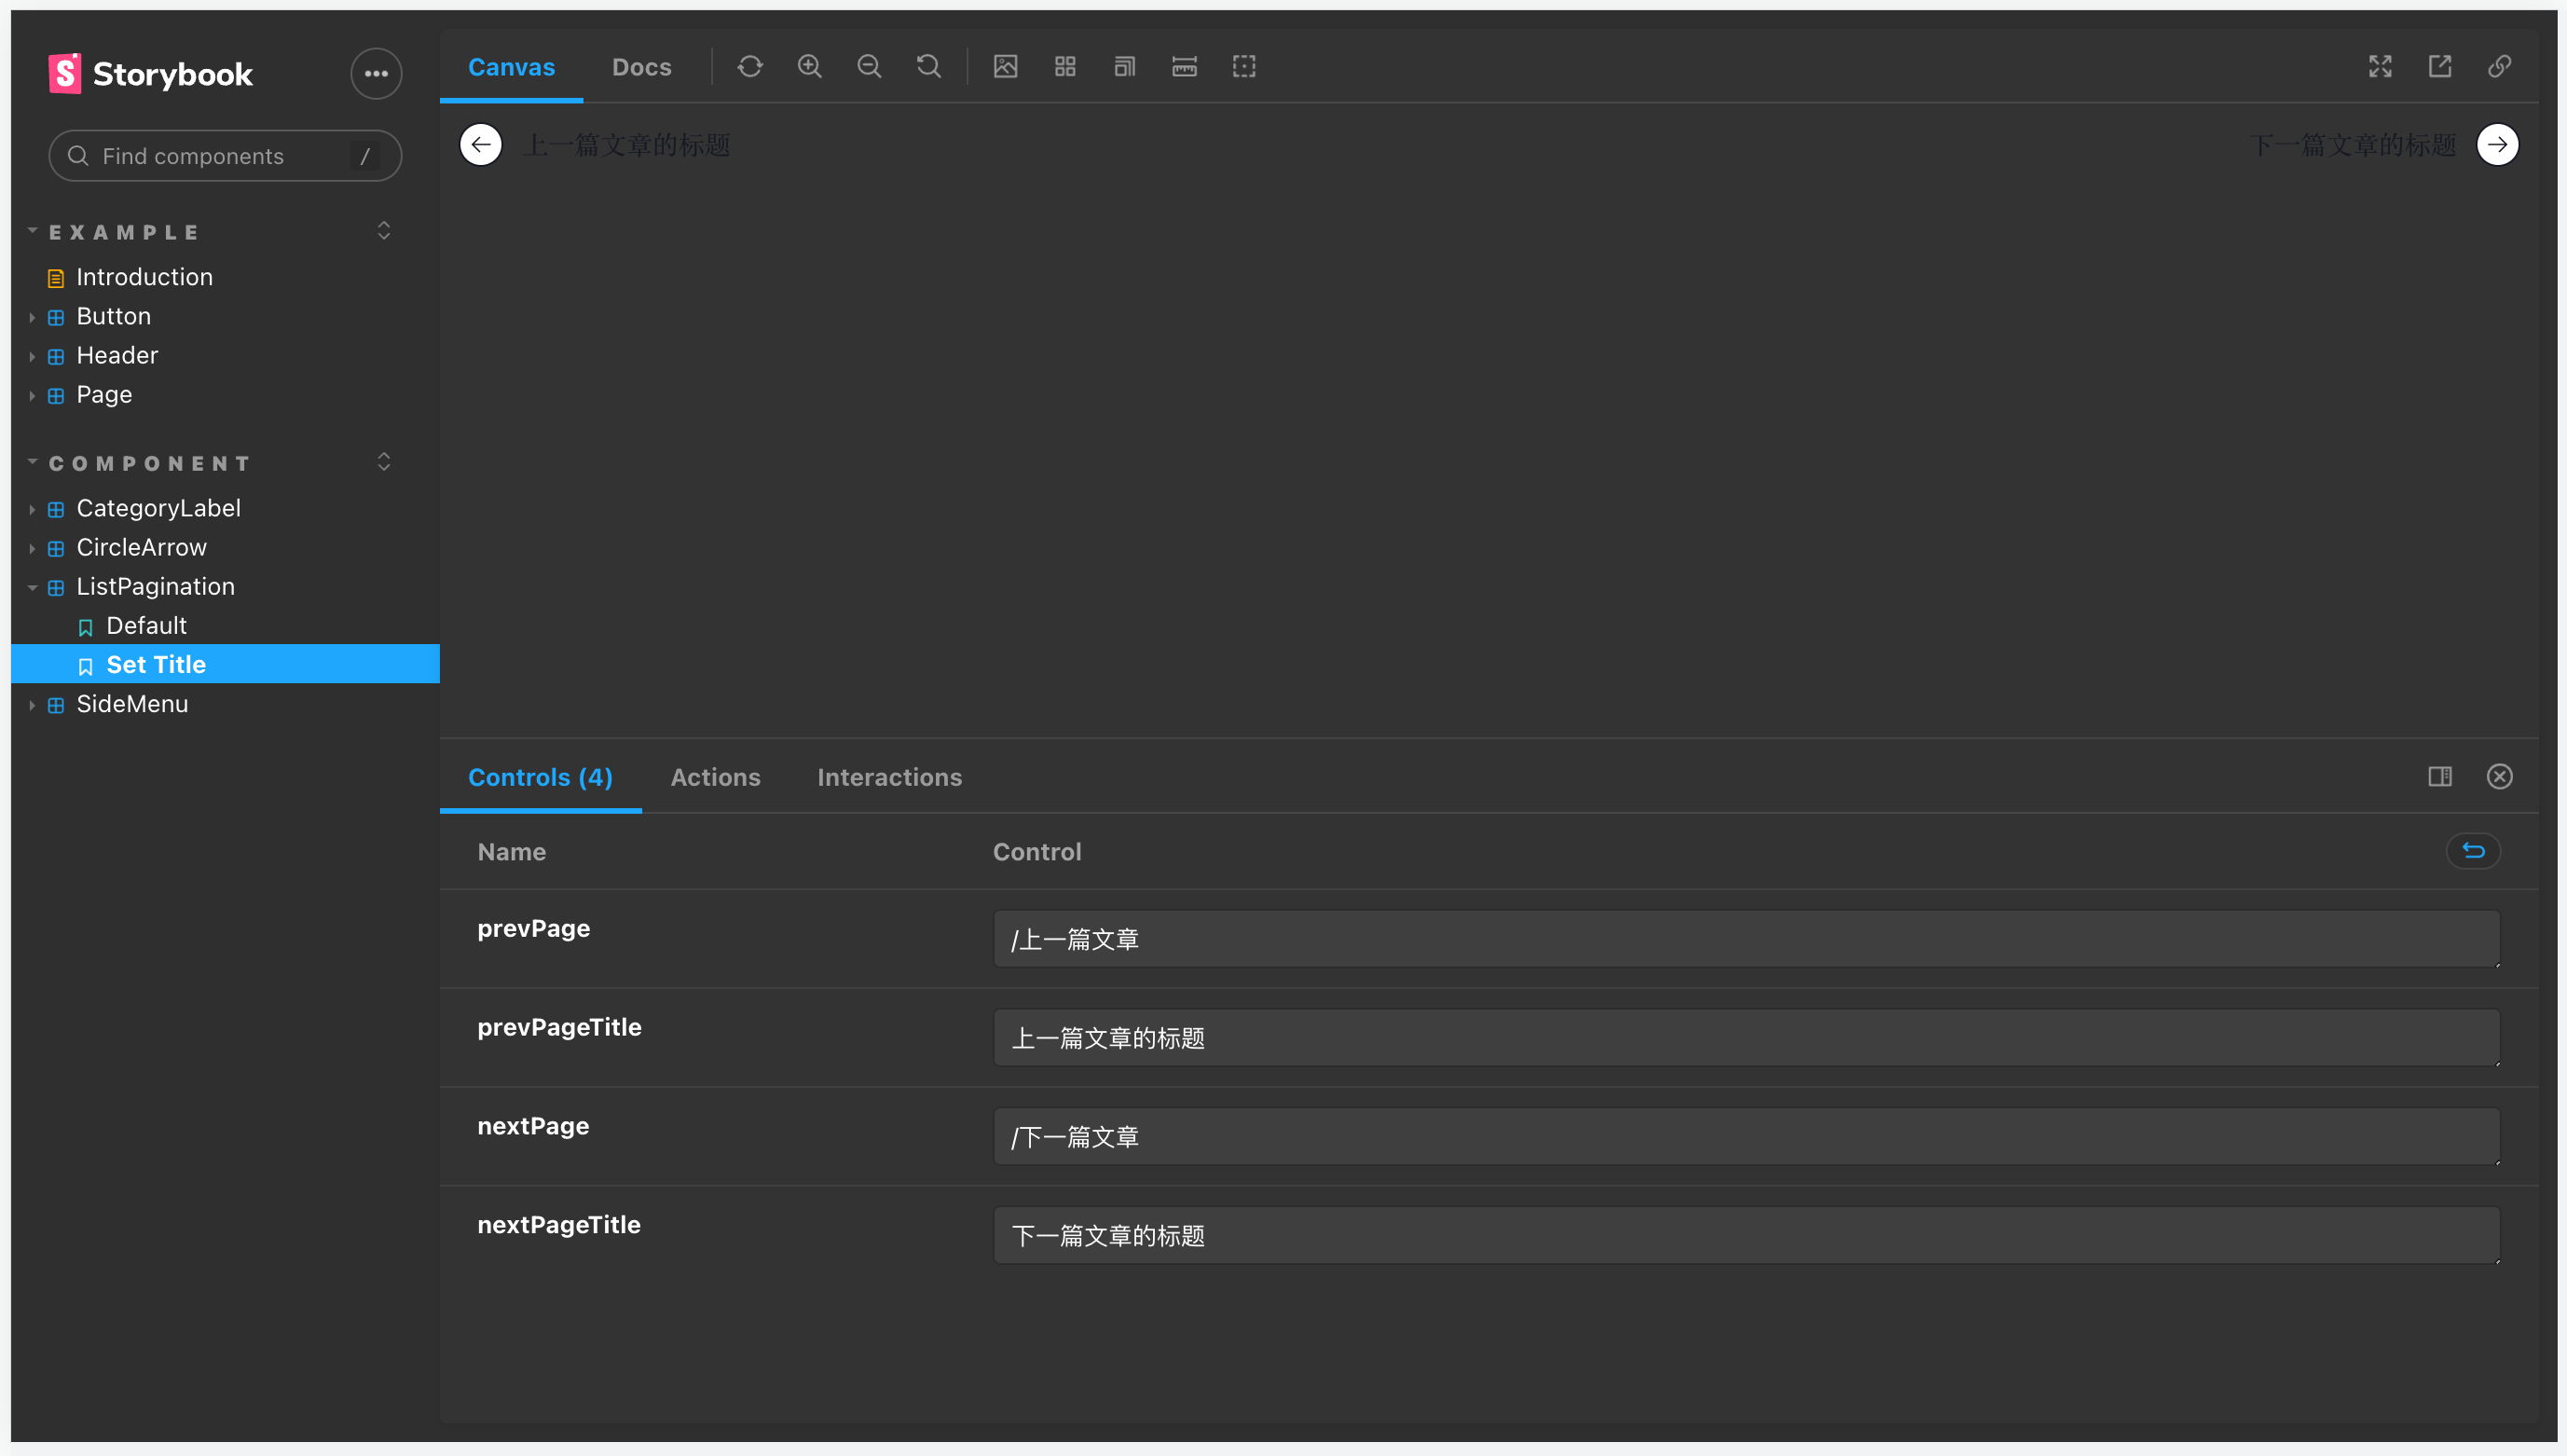 Storybook
Find components
/
EXAMPLE
Introduction
Button
Header
Page
COMPONENT
CategoryLabel
CircleArrow
ListPagination
Default
Set Title
SideMenu
Canvas
Docs
上一篇文章的标题
下一篇文章的标题
Controls (4)
Actions
Interactions
Name
Control
prevPage
/上一篇文章
prevPageTitle
上一篇文章的标题
nextPage
/下一篇文章
nextPageTitle
下一篇文章的标题